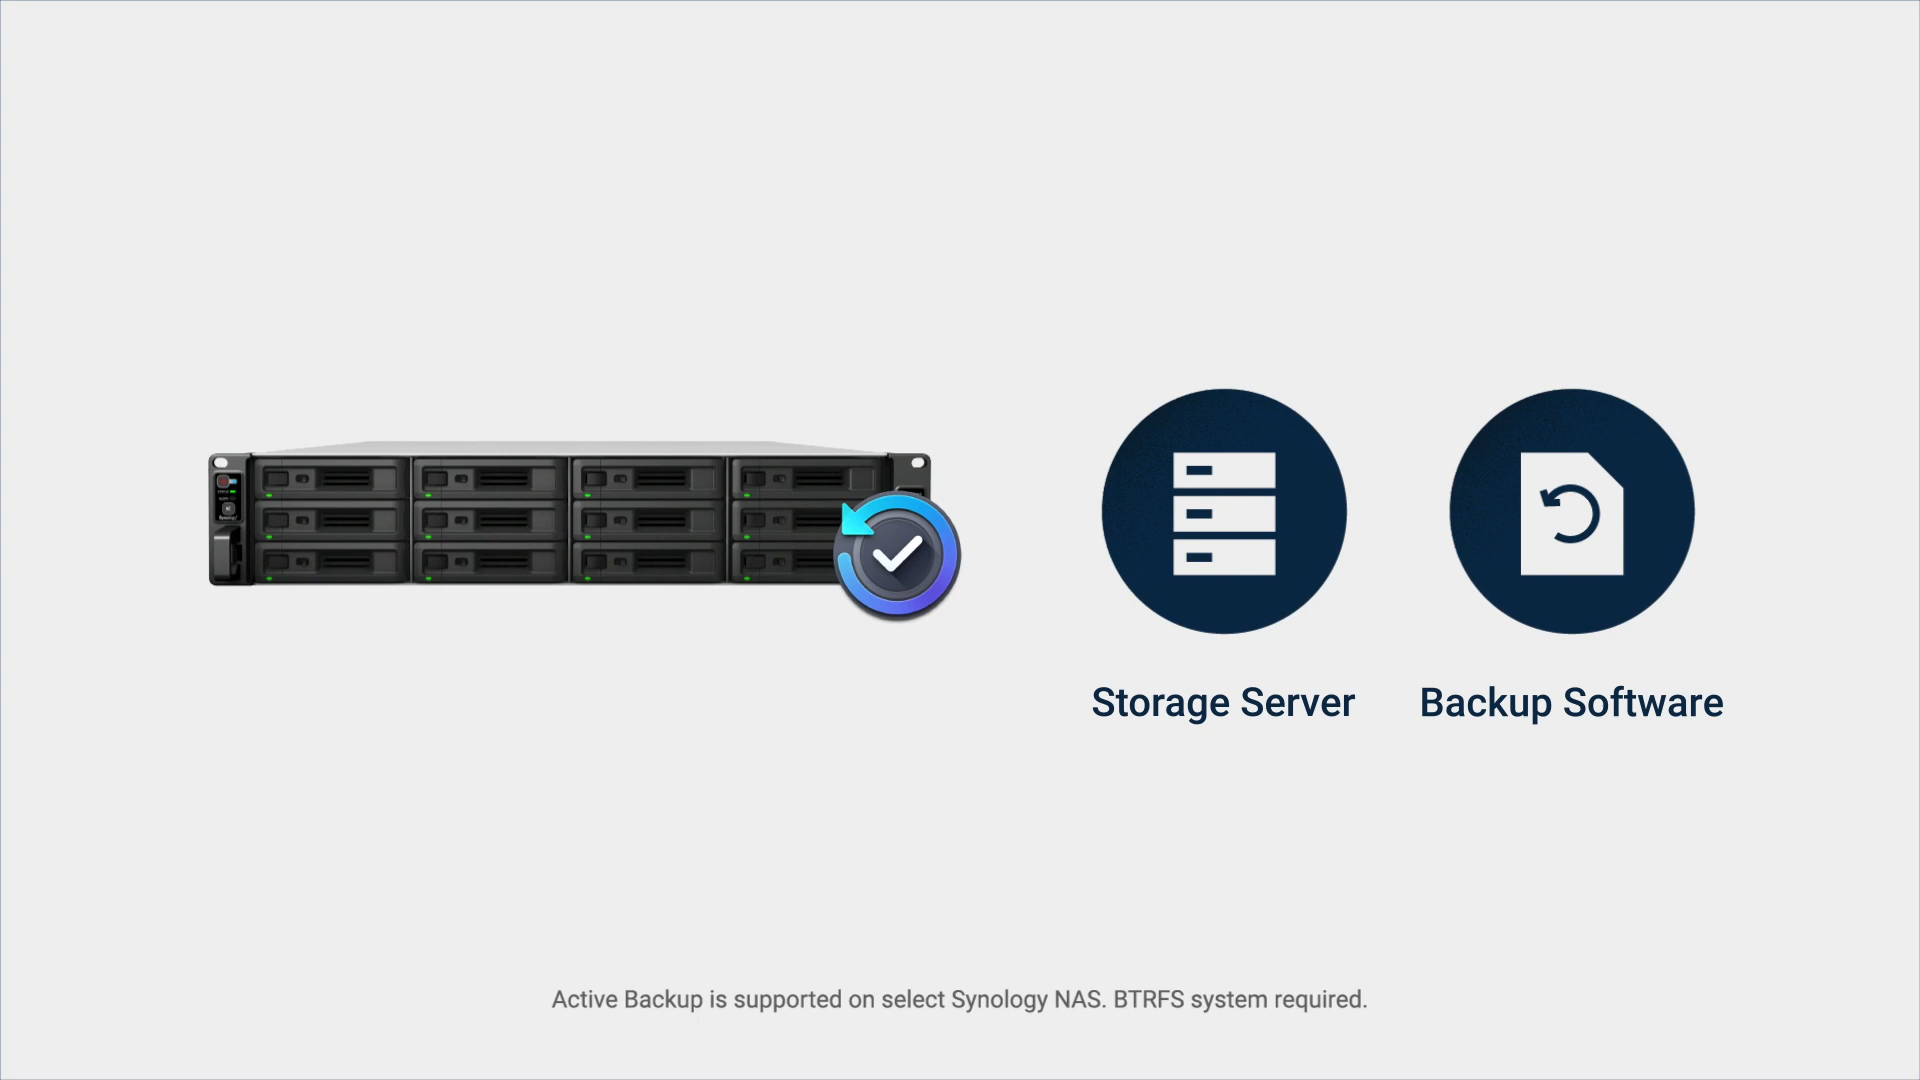 Storage Server
Backup Software
Active Backup is supported on select Synology NAS. BTRFS system required.